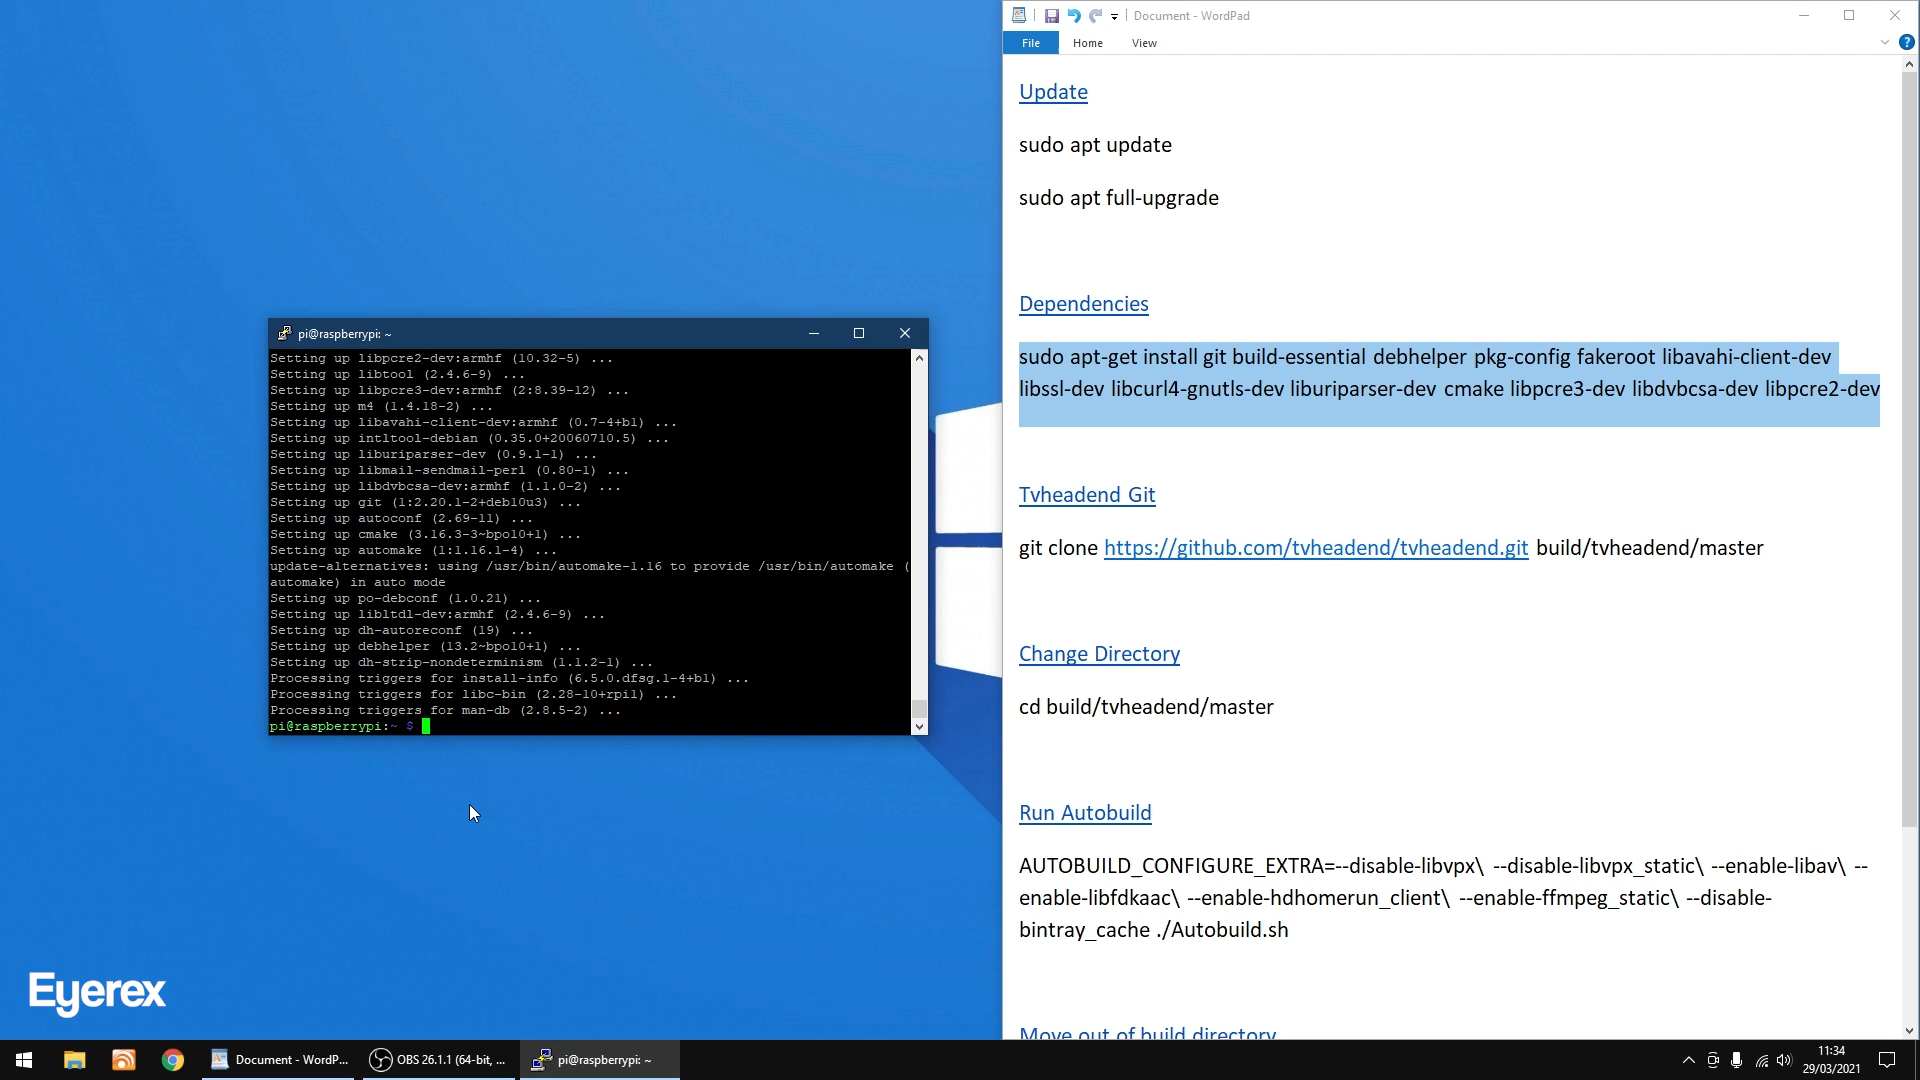 Document - WordPad
File Home View
Update
sudo apt update
sudo apt full-upgrade
Dependencies
sudo apt-get install git build-essential debhelper pkg-config fakeroot libavahi-client-dev
libssl-dev libcurl4-gnutls-dev liburiparser-dev cmake libpcre3-dev libdvbcsa-dev libpcre2-dev
Tvheadend Git
git clone https://github.com/tvheadend/tvheadend.git build/tvheadend/master
Change Directory
cd build/tvheadend/master
Run Autobuild
AUTOBUILD_CONFIGURE_EXTRA=--disable-libvpx\ --disable-libvpx_static\ --enable-libav\ --
enable-libfdkaac\ --enable-hdhomerun_client\ --enable-ffmpeg_static\ --disable-
bintray_cache ./Autobuild.sh
Move out of build directory
pi@raspberrypi: ~
Setting up libpcre2-dev:armhf (10.32-5) ...
Setting up libtool (2.4.6-9) ...
Setting up libpcre3-dev:armhf (2:8.39-12) ...
Setting up m4 (1.4.18-2) ...
Setting up libavahi-client-dev:armhf (0.7-4+b1) ...
Setting up intltool-debian (0.35.0+20060710.5) ...
Setting up liburiparser-dev (0.9.1-1) ...
Setting up libmail-sendmail-perl (0.80-1) ...
Setting up libdvbcsa-dev:armhf (1.1.0-2) ...
Setting up git (1:2.20.1-2+deb10u3) ...
Setting up autoconf (2.69-11) ...
Setting up cmake (3.16.3-3~bpo10+1) ...
Setting up automake (1:1.16.1-4) ...
update-alternatives: using /usr/bin/automake-1.16 to provide /usr/bin/automake (
automake) in auto mode
Setting up po-debconf (1.0.21) ...
Setting up libltdl-dev:armhf (2.4.6-9) ...
Setting up dh-autoreconf (19) ...
Setting up debhelper (13.2~bpo10+1) ...
Setting up dh-strip-nondeterminism (1.1.2-1) ...
Processing triggers for install-info (6.5.0.dfsg.1-4+b1) ...
Processing triggers for libc-bin (2.28-10+rpi1) ...
Processing triggers for man-db (2.8.5-2) ...
pi@raspberrypi:~ $
Eyerex
Document - WordP...
OBS 26.1.1 (64-bit, ...
pi@raspberrypi: ~
11:34
29/03/2021